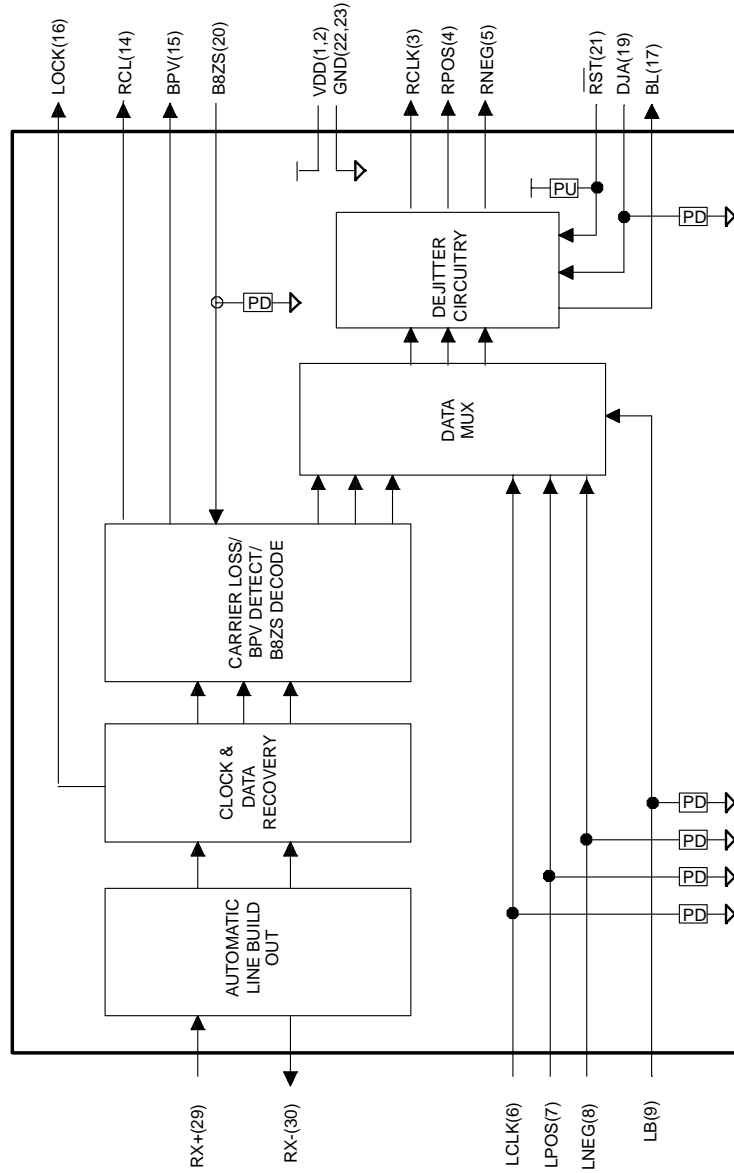 LOCK(16)
RCL(14)
BPV(15)
B8ZS(20)
VDD(1,2)
GND(22,23)
RCLK(3)
RPOS(4)
RNEG(5)
RST(21)
DJA(19)
BL(17)
PU
PD
PD
DEJITTER
CIRCUITRY
DATA
MUX
CARRIER LOSS/
BPV DETECT/
B8ZS DECODE
CLOCK &
DATA
RECOVERY
AUTOMATIC
LINE BUILD
OUT
PD
PD
PD
PD
RX+(29)
RX-(30)
LCLK(6)
LPOS(7)
LNEG(8)
LB(9)